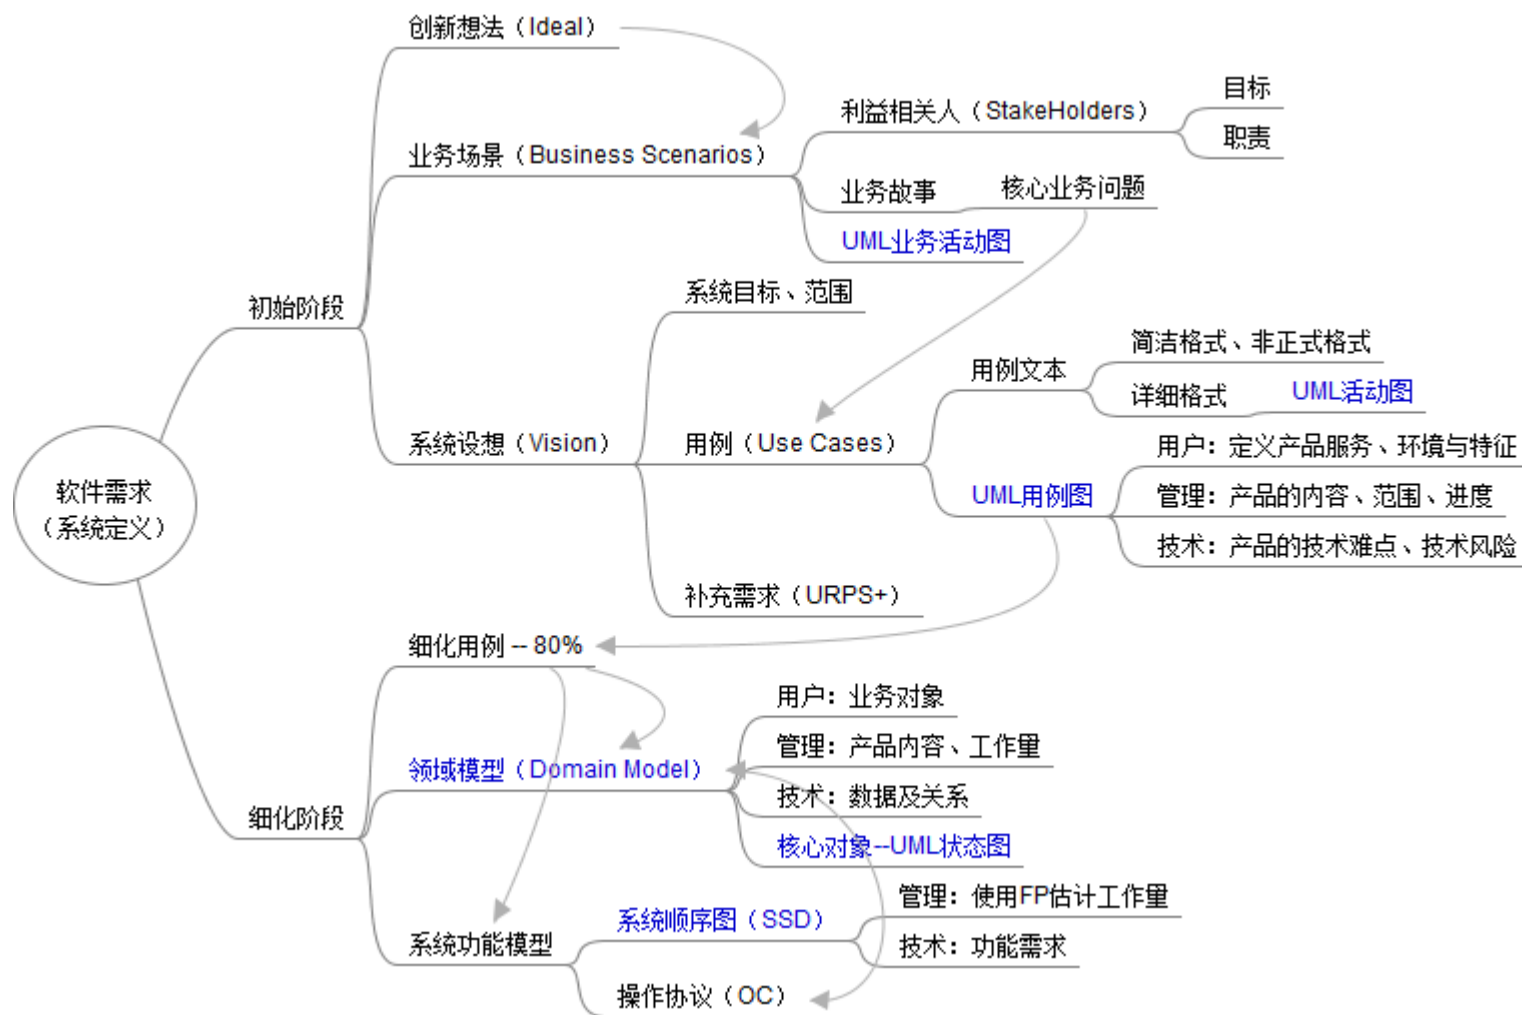 创新想法（Ideal）
目标
利益相关人（StakeHolders）
职责
业务场景（Business Scenarios）
业务故事
核心业务问题
UML业务活动图
初始阶段
系统目标、范围
简洁格式、非正式格式
用例文本
详细格式
UML活动图
系统设想（Vision）
用例（Use Cases）
用户：定义产品服务、环境与特征
UML用例图
管理：产品的内容、范围、进度
技术：产品的技术难点、技术风险
软件需求
（系统定义）
补充需求（URPS+）
细化用例 -- 80%
用户：业务对象
管理：产品内容、工作量
领域模型（Domain Model）
技术：数据及关系
细化阶段
核心对象--UML状态图
管理：使用FP估计工作量
系统顺序图（SSD）
系统功能模型
技术：功能需求
操作协议（OC）